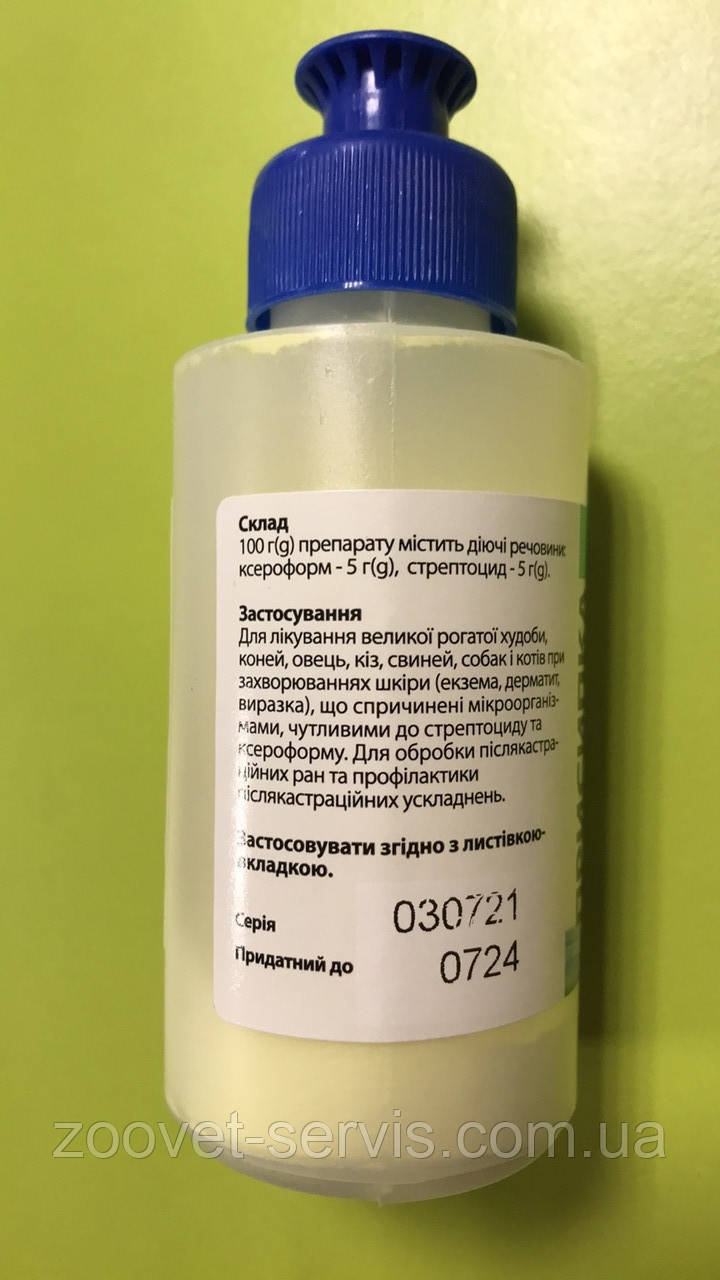 Склад
100 г(g) препарату містить діючі речовини:
ксероформ - 5 г(g), стрептоцид - 5 г(g).
Застосування
Для лікування великої рогатої худоби,
коней, овець, кіз, свиней, собак і котів при
захворюваннях шкіри (екзема, дерматит,
виразка), що спричинені мікроорганіз-
мами, чутливими до стрептоциду та
ксероформу. Для обробки післякастра-
ційних ран та профілактики
післякастраційних ускладнень.
Застосовувати згідно з листівкою-
вкладкою.
Серія 030721
Придатний до 0724
ПРИСИПКА
zoovet-servis.com.ua